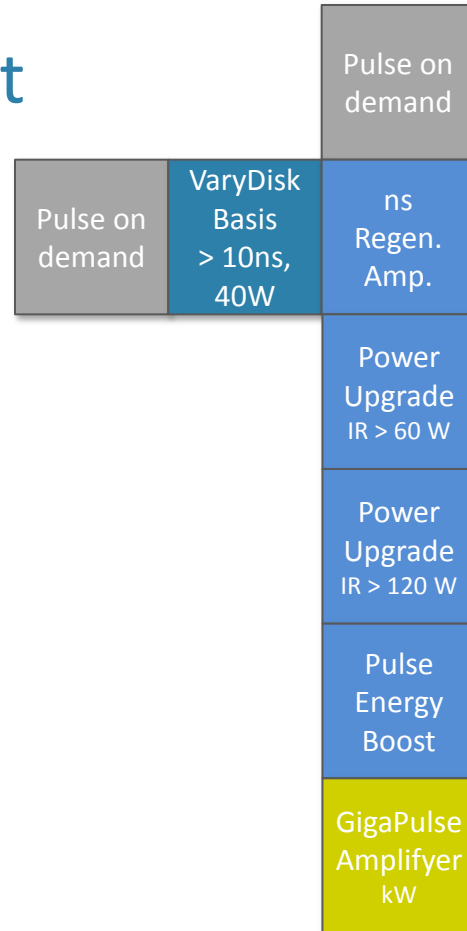 t
Pulse on
demand
Pulse on
demand
VaryDisk
Basis
> 10ns,
40W
ns
Regen.
Amp.
Power
Upgrade
IR > 60 W
Power
Upgrade
IR > 120 W
Pulse
Energy
Boost
GigaPulse
Amplifyer
kW